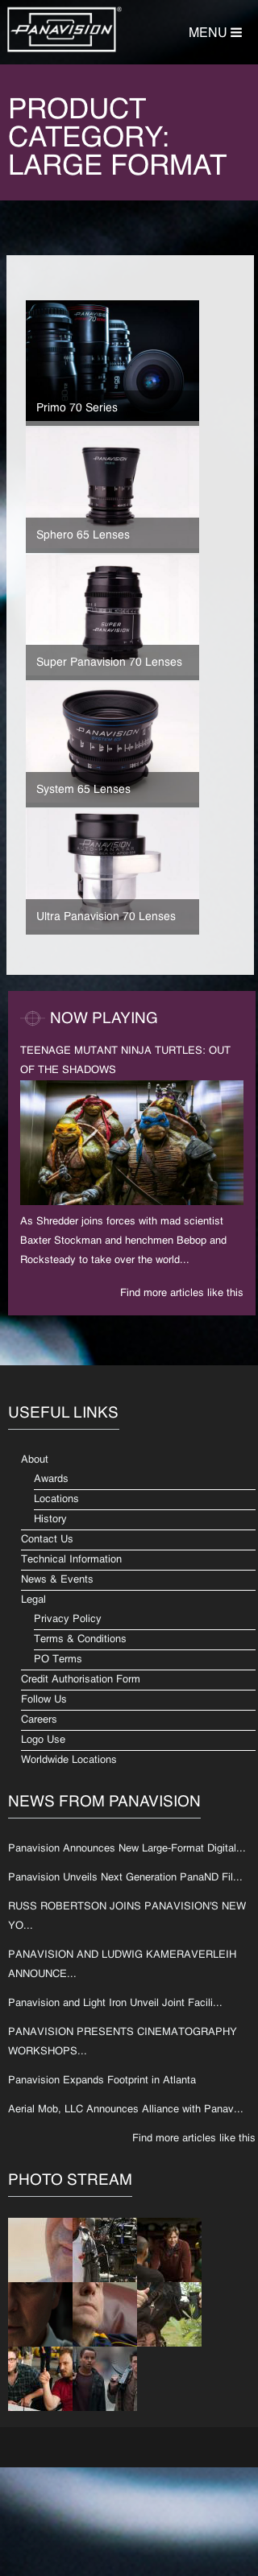 PANAVISION®
MENU
PRODUCT
CATEGORY:
LARGE FORMAT
Primo 70 Series
Sphero 65 Lenses
Super Panavision 70 Lenses
System 65 Lenses
Ultra Panavision 70 Lenses
NOW PLAYING
TEENAGE MUTANT NINJA TURTLES: OUT
OF THE SHADOWS
As Shredder joins forces with mad scientist
Baxter Stockman and henchmen Bebop and
Rocksteady to take over the world...
Find more articles like this
USEFUL LINKS
About
Awards
Locations
History
Contact Us
Technical Information
News & Events
Legal
Privacy Policy
Terms & Conditions
PO Terms
Credit Authorisation Form
Follow Us
Careers
Logo Use
Worldwide Locations
NEWS FROM PANAVISION
Panavision Announces New Large-Format Digital...
Panavision Unveils Next Generation PanaND Fil...
RUSS ROBERTSON JOINS PANAVISION'S NEW
YO...
PANAVISION AND LUDWIG KAMERAVERLEIH
ANNOUNCE...
Panavision and Light Iron Unveil Joint Facili...
PANAVISION PRESENTS CINEMATOGRAPHY
WORKSHOPS...
Panavision Expands Footprint in Atlanta
Aerial Mob, LLC Announces Alliance with Panav...
Find more articles like this
PHOTO STREAM